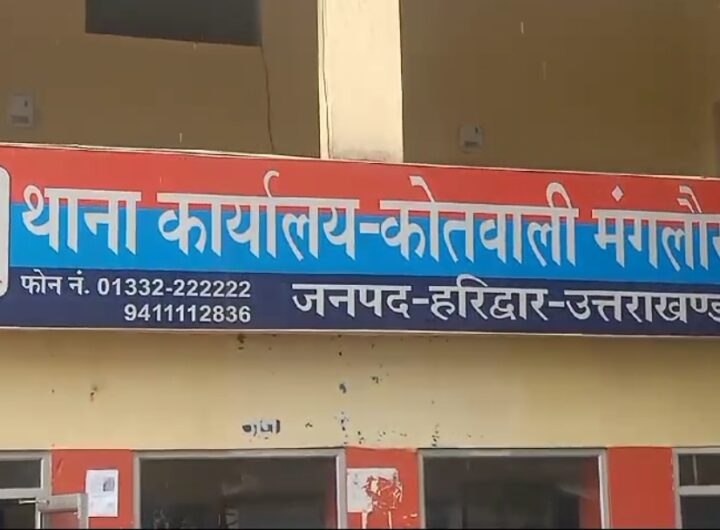 थाना कार्यालय-कोतवाली मंगलौर
फोन नं. 01332-222222
9411112836
जनपद-हरिद्वार-उत्तराखण्ड